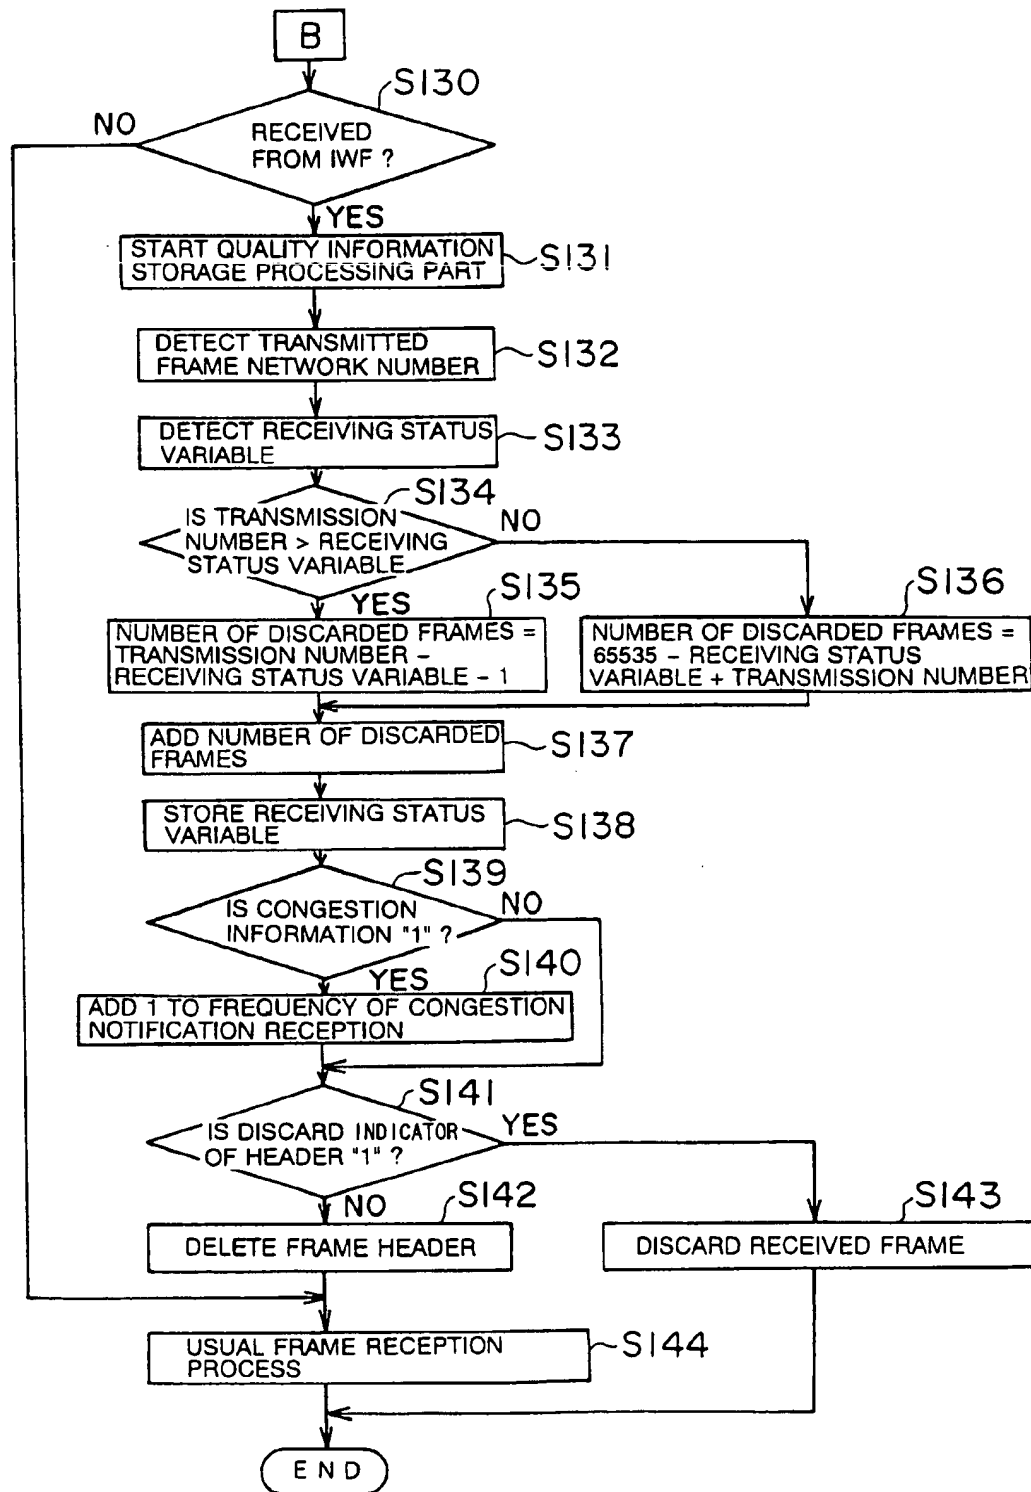 B
S130
NO
RECEIVED
FROM IWF ?
YES
START QUALITY INFORMATION
STORAGE PROCESSING PART
S131
DETECT TRANSMITTED
FRAME NETWORK NUMBER
S132
DETECT RECEIVING STATUS
VARIABLE
S133
S134
IS TRANSMISSION
NUMBER > RECEIVING
STATUS VARIABLE
NO
YES
S135
S136
NUMBER OF DISCARDED FRAMES =
TRANSMISSION NUMBER –
RECEIVING STATUS VARIABLE – 1
NUMBER OF DISCARDED FRAMES =
65535 – RECEIVING STATUS
VARIABLE + TRANSMISSION NUMBER
ADD NUMBER OF DISCARDED
FRAMES
S137
STORE RECEIVING STATUS
VARIABLE
S138
S139
IS CONGESTION
INFORMATION "1" ?
NO
YES
S140
ADD 1 TO FREQUENCY OF CONGESTION
NOTIFICATION RECEPTION
S141
IS DISCARD INDICATOR
OF HEADER "1" ?
YES
NO
S142
S143
DELETE FRAME HEADER
DISCARD RECEIVED FRAME
USUAL FRAME RECEPTION
PROCESS
S144
END